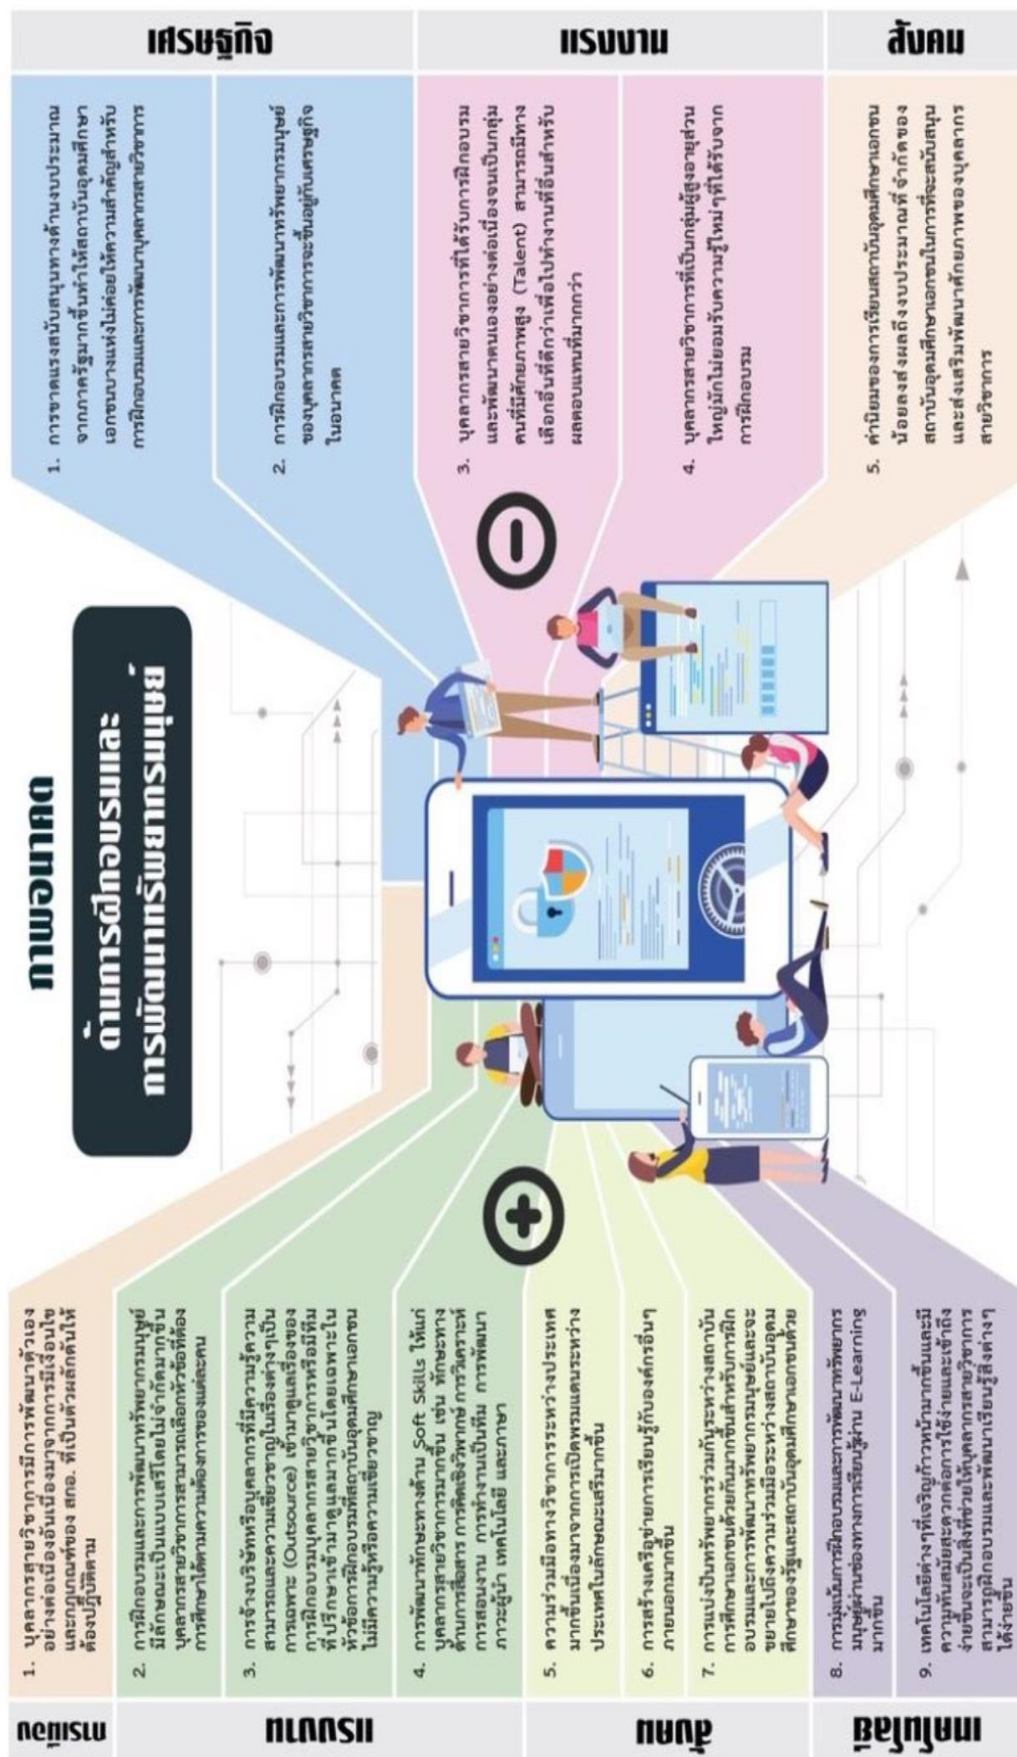 ภาพอนาคต
ด้านการฝึกอบรมและ
การพัฒนาทรัพยากรมนุษย์
การเมือง
1. บุคลากรสายวิชาการมีการพัฒนาตัวเอง
อย่างต่อเนื่องอันเนื่องมาจากการมีเงื่อนไข
และกฎเกณฑ์ของ สกอ. ที่เป็นตัวผลักดันให้
ต้องปฏิบัติตาม
แรงงาน
2. การฝึกอบรมและการพัฒนาทรัพยากรมนุษย์
มีลักษณะเป็นแบบเสรีโดยไม่จำกัดมากขึ้น
บุคลากรสายวิชาการสามารถเลือกหัวข้อที่ต้อง
การศึกษาได้ตามความต้องการของแต่ละคน
3. การจ้างบริษัทหรือบุคลากรที่มีความรู้ความ
สามารถและความเชี่ยวชาญในเรื่องต่างๆเป็น
การเฉพาะ (Outsource) เข้ามาดูแลเรื่องของ
การฝึกอบรมบุคลากรสายวิชาการหรือมีทีม
ที่ปรึกษาเข้ามามากขึ้นโดยเฉพาะใน
หัวข้อการฝึกอบรมที่สถาบันอุดมศึกษาเอกชน
ไม่มีความรู้หรือความเชี่ยวชาญ
4. การพัฒนาทักษะทางด้าน Soft Skills ให้แก่
บุคลากรสายวิชาการมากขึ้น เช่น ทักษะทาง
ด้านการสื่อสาร การคิดเชิงวิพากษ์ การวิเคราะห์
การสอนงาน การทำงานเป็นทีม การพัฒนา
ภาวะผู้นำ เทคโนโลยี และภาษา
สังคม
5. ความร่วมมือทางวิชาการระหว่างประเทศ
มากขึ้นเนื่องมาจากการเปิดพรมแดนระหว่าง
ประเทศในลักษณะเสรีมากขึ้น
6. การสร้างเครือข่ายการเรียนรู้กับองค์กรอื่นๆ
ภายนอกมากขึ้น
7. การแบ่งปันทรัพยากรร่วมกันระหว่างสถาบัน
การศึกษาเอกชนด้วยกันมากขึ้นสำหรับการฝึก
อบรมและการพัฒนาทรัพยากรมนุษย์และจะ
ขยายไปถึงความร่วมมือระหว่างสถาบันอุดม
ศึกษาของรัฐและสถาบันอุดมศึกษาเอกชนด้วย
เทคโนโลยี
8. การมุ่งเน้นการฝึกอบรมและการพัฒนาทรัพยากร
มนุษย์ผ่านช่องทางการเรียนรู้ผ่าน E-Learning
มากขึ้น
9. เทคโนโลยีต่างๆที่เจริญก้าวหน้ามากขึ้นและมี
ความทันสมัยสะดวกต่อการใช้ง่ายและเข้าถึง
ง่ายขึ้นจะเป็นสิ่งที่ช่วยให้บุคลากรสายวิชาการ
สามารถฝึกอบรมและพัฒนาเรียนรู้สิ่งต่างๆ
ได้ง่ายขึ้น
เศรษฐกิจ
1. การขาดแรงสนับสนุนทางด้านงบประมาณ
จากภาครัฐมากขึ้นทำให้สถาบันอุดมศึกษา
เอกชนบางแห่งไม่ค่อยให้ความสำคัญสำหรับ
การฝึกอบรมและการพัฒนาบุคลากรสายวิชาการ
2. การฝึกอบรมและการพัฒนาทรัพยากรมนุษย์
ของบุคลากรสายวิชาการจะขึ้นอยู่กับเศรษฐกิจ
ในอนาคต
แรงงาน
3. บุคลากรสายวิชาการที่ได้รับการฝึกอบรม
และพัฒนาตนเองอย่างต่อเนื่องจนเป็นกลุ่ม
คนที่มีศักยภาพสูง (Talent) สามารถมีทาง
เลือกอื่นที่ดีกว่าเพื่อไปทำงานที่อื่นสำหรับ
ผลตอบแทนที่มากกว่า
4. บุคลากรสายวิชาการที่เป็นกลุ่มผู้สูงอายุส่วน
ใหญ่มักไม่ยอมรับความรู้ใหม่ๆที่ได้รับจาก
การฝึกอบรม
สังคม
5. ค่านิยมของการเรียนสถาบันอุดมศึกษาเอกชน
น้อยลงส่งผลถึงงบประมาณที่จำกัดของ
สถาบันอุดมศึกษาเอกชนในการที่จะสนับสนุน
และส่งเสริมพัฒนาศักยภาพของบุคลากร
สายวิชาการ